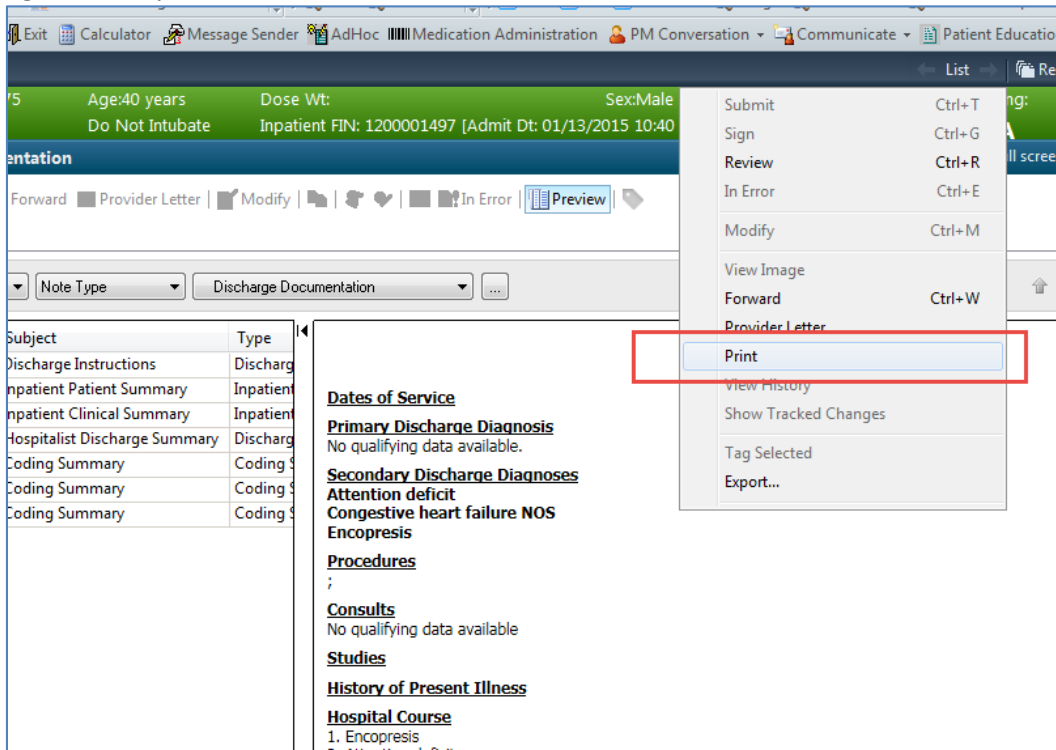 Exit Calculator Message Sender AdHoc Medication Administration PM Conversation Communicate Patient Educatio
List Re
75 Age:40 years Dose Wt: Sex:Male ng:
Do Not Intubate Inpatient FIN: 1200001497 [Admit Dt: 01/13/2015 10:40
entation ll scree
Forward Provider Letter Modify In Error Preview
Note Type Discharge Documentation ...
Submit Ctrl+T
Sign Ctrl+G
Review Ctrl+R
In Error Ctrl+E
Modify Ctrl+M
View Image
Forward Ctrl+W
Provider Letter
Print
View History
Show Tracked Changes
Tag Selected
Export...
Subject Type
Discharge Instructions Discharg
Inpatient Patient Summary Inpatient
Inpatient Clinical Summary Inpatient
Hospitalist Discharge Summary Discharg
Coding Summary Coding S
Coding Summary Coding S
Coding Summary Coding S
Dates of Service
Primary Discharge Diagnosis
No qualifying data available.
Secondary Discharge Diagnoses
Attention deficit
Congestive heart failure NOS
Encopresis
Procedures
;
Consults
No qualifying data available
Studies
History of Present Illness
Hospital Course
1. Encopresis